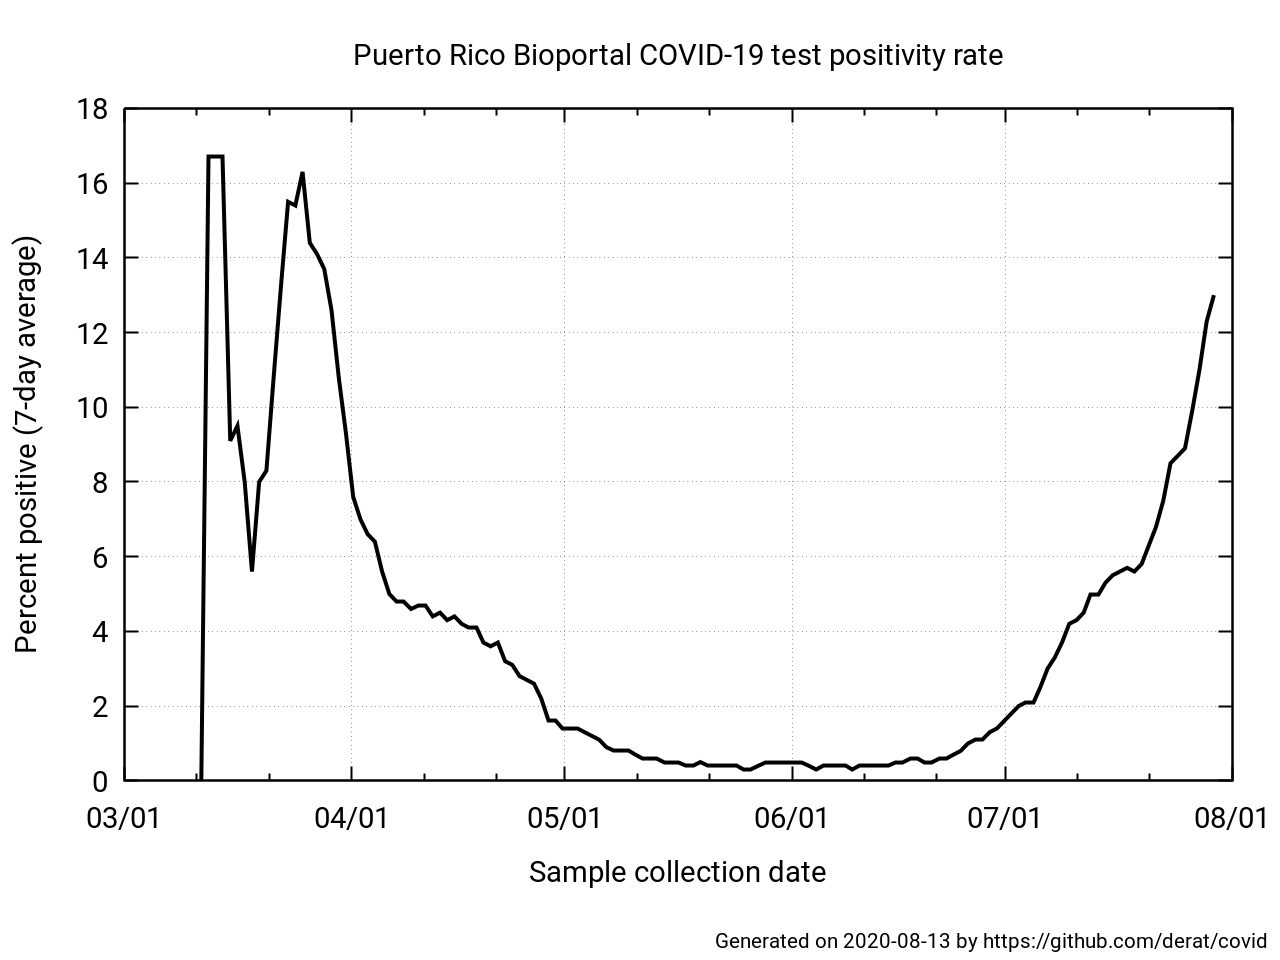 Puerto Rico Bioportal COVID-19 test positivity rate
Percent positive (7-day average)
18
16
14
12
10
8
6
4
2
0
03/01 04/01 05/01 06/01 07/01 08/01
Sample collection date
Generated on 2020-08-13 by https://github.com/derat/covid